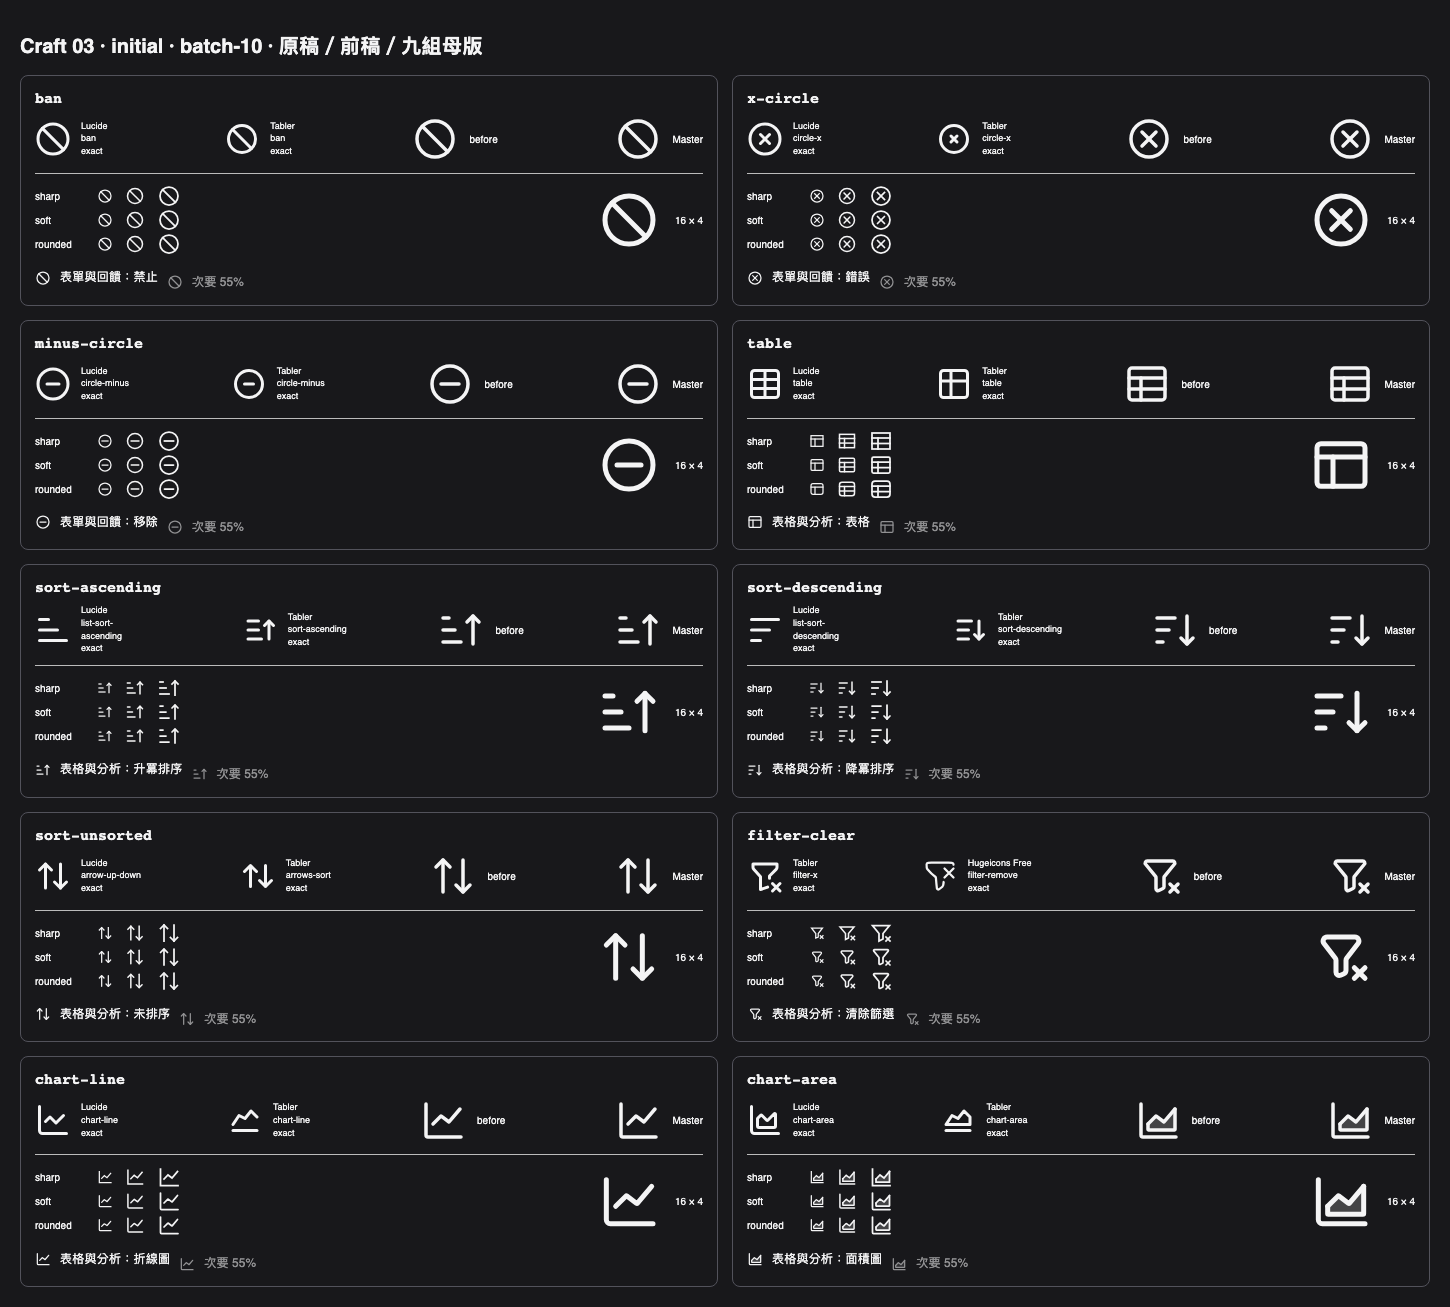 Craft 03 · initial · batch-10 · 原稿 / 前稿 / 九組母版
ban
Lucide
ban
exact
Tabler
ban
exact
before
Master
sharp
soft
rounded
16 × 4
表單與回饋：禁止
次要 55%
x-circle
Lucide
circle-x
exact
Tabler
circle-x
exact
before
Master
sharp
soft
rounded
16 × 4
表單與回饋：錯誤
次要 55%
minus-circle
Lucide
circle-minus
exact
Tabler
circle-minus
exact
before
Master
sharp
soft
rounded
16 × 4
表單與回饋：移除
次要 55%
table
Lucide
table
exact
Tabler
table
exact
before
Master
sharp
soft
rounded
16 × 4
表格與分析：表格
次要 55%
sort-ascending
Lucide
list-sort-
ascending
exact
Tabler
sort-ascending
exact
before
Master
sharp
soft
rounded
16 × 4
表格與分析：升冪排序
次要 55%
sort-descending
Lucide
list-sort-
descending
exact
Tabler
sort-descending
exact
before
Master
sharp
soft
rounded
16 × 4
表格與分析：降冪排序
次要 55%
sort-unsorted
Lucide
arrow-up-down
exact
Tabler
arrows-sort
exact
before
Master
sharp
soft
rounded
16 × 4
表格與分析：未排序
次要 55%
filter-clear
Tabler
filter-x
exact
Hugeicons Free
filter-remove
exact
before
Master
sharp
soft
rounded
16 × 4
表格與分析：清除篩選
次要 55%
chart-line
Lucide
chart-line
exact
Tabler
chart-line
exact
before
Master
sharp
soft
rounded
16 × 4
表格與分析：折線圖
次要 55%
chart-area
Lucide
chart-area
exact
Tabler
chart-area
exact
before
Master
sharp
soft
rounded
16 × 4
表格與分析：面積圖
次要 55%